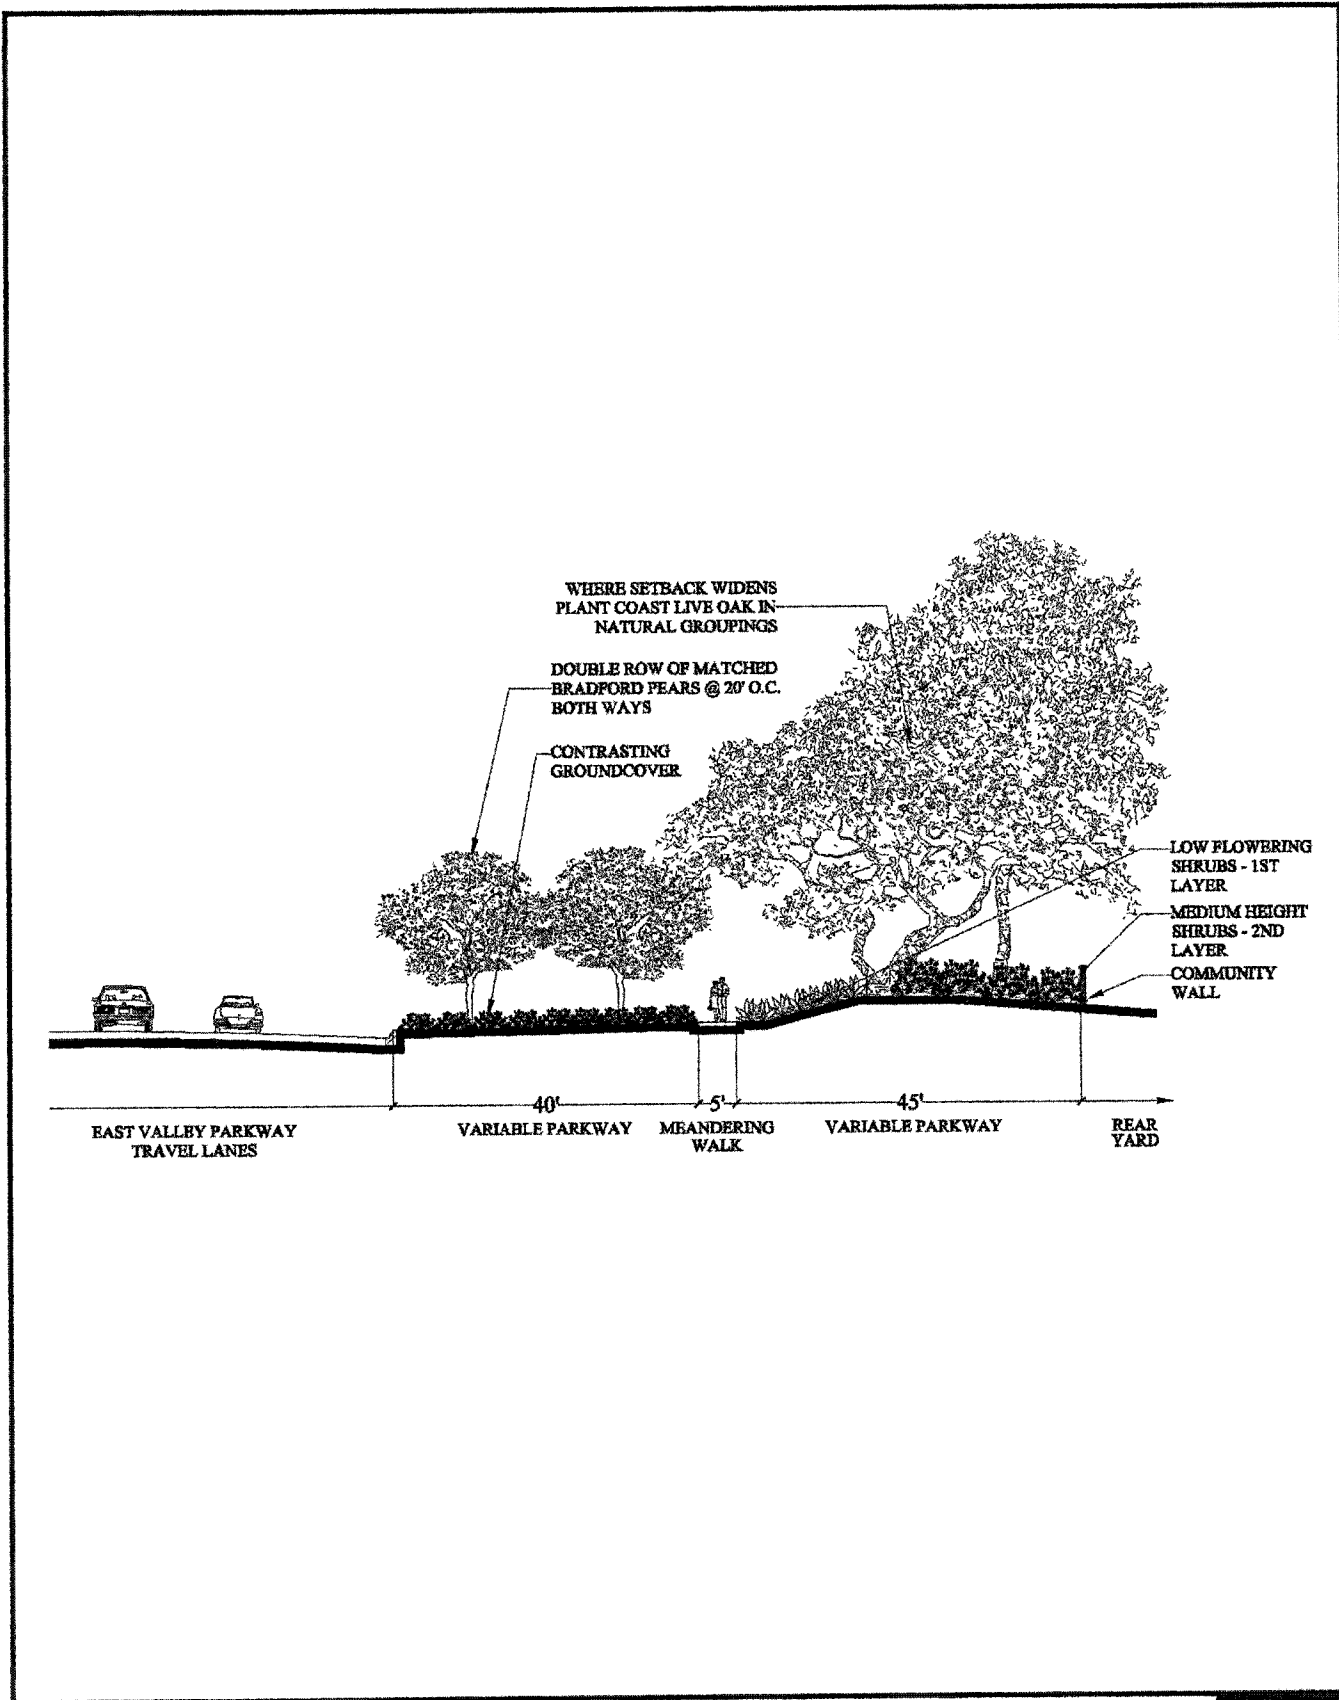 WHERE SETBACK WIDENS
PLANT COAST LIVE OAK IN
NATURAL GROUPINGS
DOUBLE ROW OF MATCHED
BRADFORD PEARS @ 20' O.C.
BOTH WAYS
CONTRASTING
GROUNDCOVER
LOW FLOWERING
SHRUBS - 1ST
LAYER
MEDIUM HEIGHT
SHRUBS - 2ND
LAYER
COMMUNITY
WALL
40'
5'
45'
EAST VALLEY PARKWAY
TRAVEL LANES
VARIABLE PARKWAY
MEANDERING
WALK
VARIABLE PARKWAY
REAR
YARD